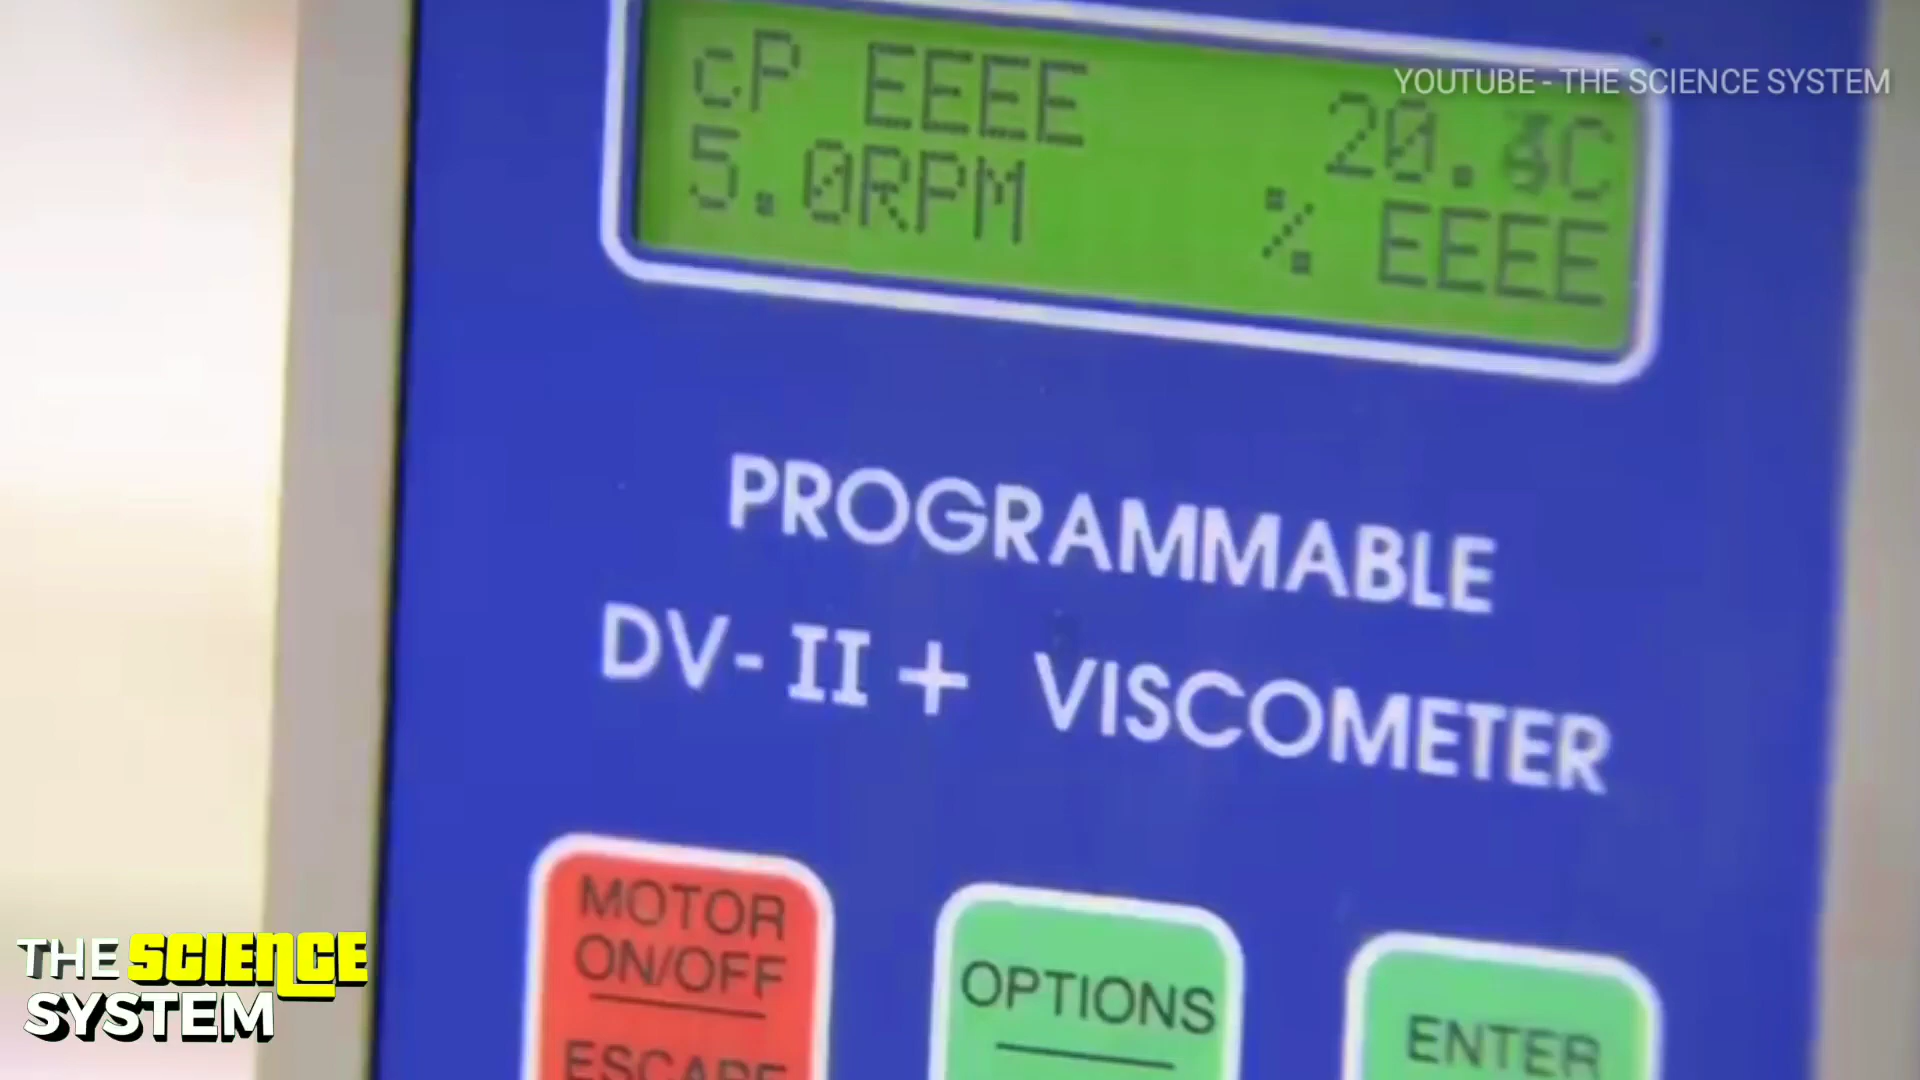 cP EEEE 20. C
5.0RPM % EEEE
YOUTUBE - THE SCIENCE SYSTEM
PROGRAMMABLE
DV-II+ VISCOMETER
MOTOR
ON/OFF
ESCAPE
OPTIONS
ENTER
THE SCIENCE
SYSTEM